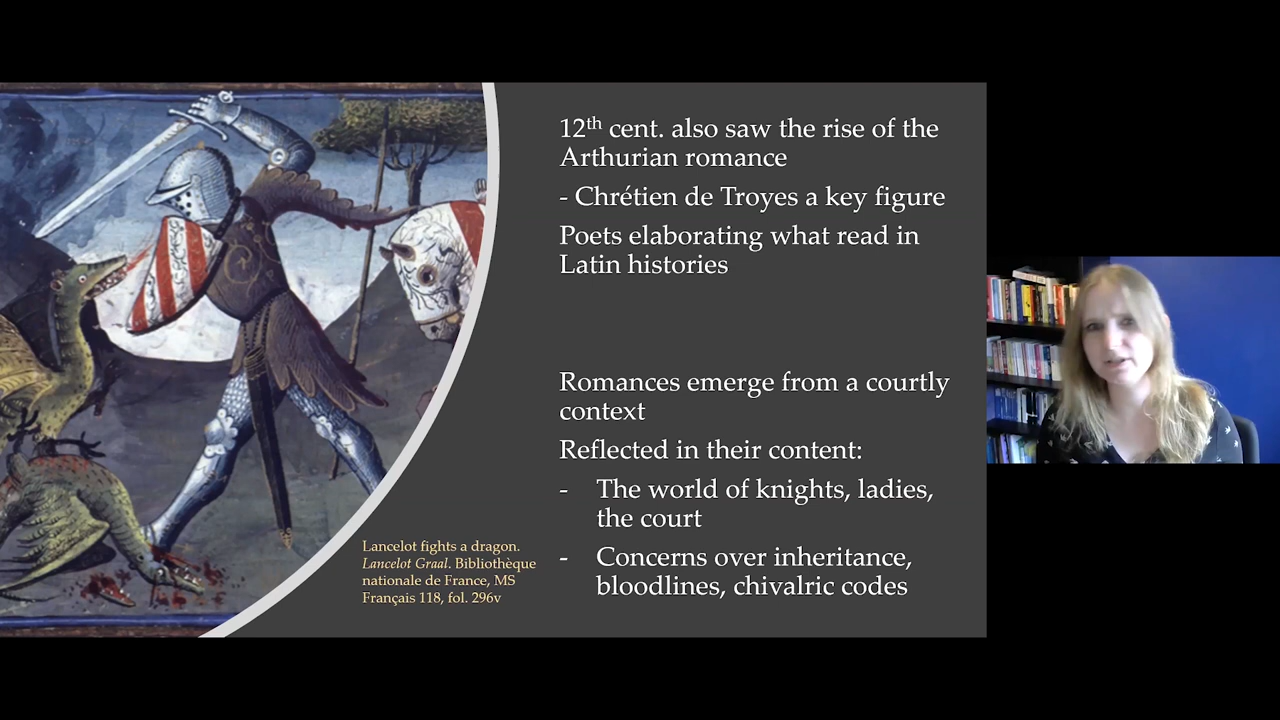 12th cent. also saw the rise of the
Arthurian romance
- Chrétien de Troyes a key figure
Poets elaborating what read in
Latin histories
Romances emerge from a courtly
context
Reflected in their content:
- The world of knights, ladies,
the court
- Concerns over inheritance,
bloodlines, chivalric codes
Lancelot fights a dragon.
Lancelot Graal. Bibliothèque
nationale de France, MS
Français 118, fol. 296v